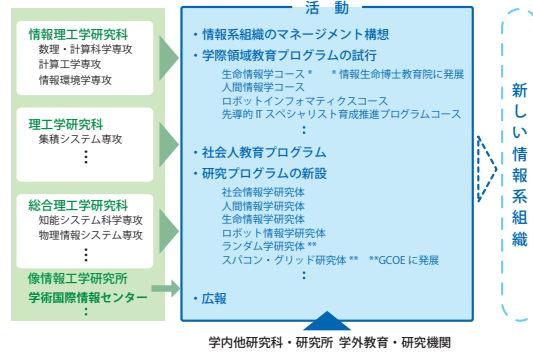 情報理工学研究科
数理・計算科学専攻
計算工学専攻
情報環境学専攻
理工学研究科
集積システム専攻
⋮
総合理工学研究科
知能システム科学専攻
物理情報システム専攻
⋮
像情報工学研究所
学術国際情報センター
⋮
活 動
・情報系組織のマネージメント構想
・学際領域教育プログラムの試行
生命情報学コース * * 情報生命博士教育院に発展
人間情報学コース
ロボットインフォマティクスコース
先導的 IT スペシャリスト育成推進プログラムコース
⋮
・社会人教育プログラム
・研究プログラムの新設
社会情報学研究体
人間情報学研究体
生命情報学研究体
ロボット情報学研究体
ランダム学研究体 **
スパコン・グリッド研究体 ** **GCOE に発展
⋮
・広報
新しい情報系組織
学内他研究科・研究所 学外教育・研究機関